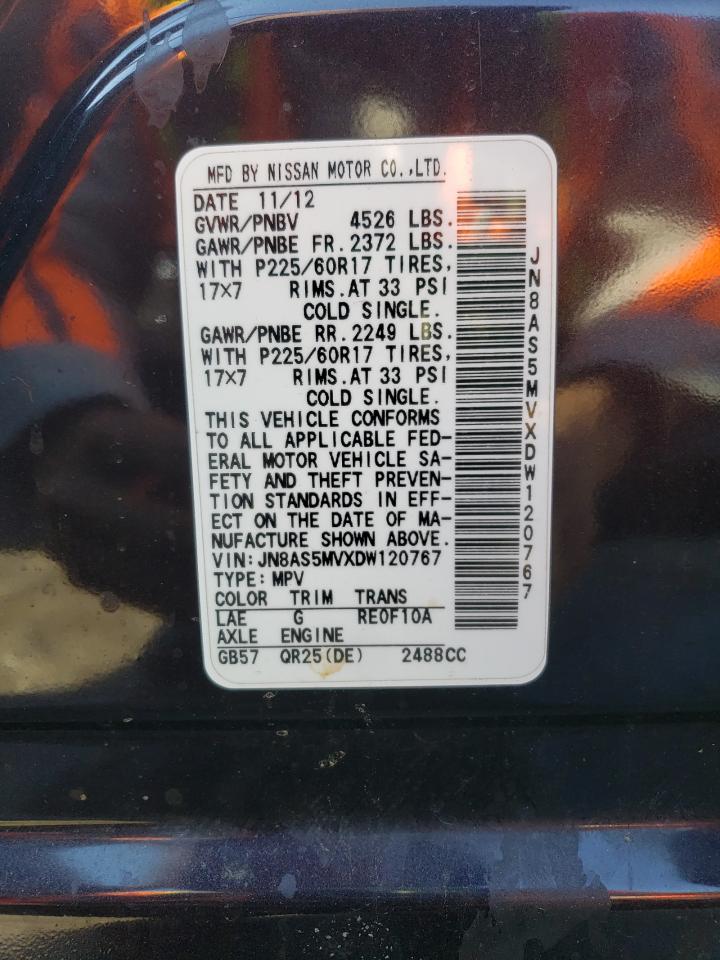 MFD BY NISSAN MOTOR CO.,LTD.
DATE 11/12
GVWR/PNBV 4526 LBS.
GAWR/PNBE FR. 2372 LBS.
WITH P225/60R17 TIRES,
17X7 RIMS.AT 33 PSI
COLD SINGLE.
GAWR/PNBE RR. 2249 LBS.
WITH P225/60R17 TIRES,
17X7 RIMS.AT 33 PSI
COLD SINGLE.
THIS VEHICLE CONFORMS
TO ALL APPLICABLE FED-
ERAL MOTOR VEHICLE SA-
FETY AND THEFT PREVEN-
TION STANDARDS IN EFF-
ECT ON THE DATE OF MA-
NUFACTURE SHOWN ABOVE.
VIN:JN8AS5MVXDW120767
TYPE:MPV
COLOR TRIM TRANS
LAE G RE0F10A
AXLE ENGINE
GB57 QR25(DE) 2488CC
JN8AS5MVXDW120767